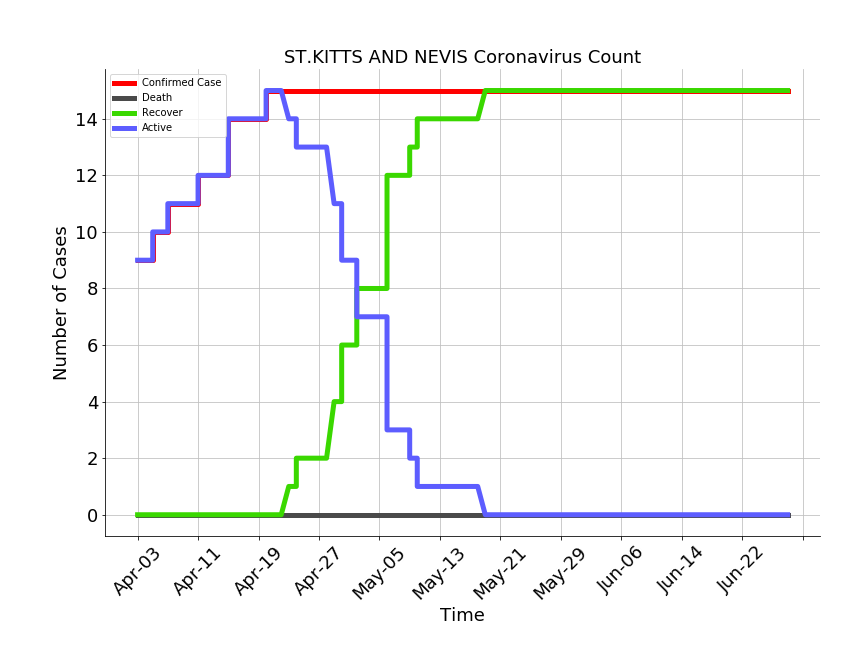 ST.KITTS AND NEVIS Coronavirus Count
Confirmed Case
Death
Recover
Active
Number of Cases
14
12
10
8
6
4
2
0
Apr-03
Apr-11
Apr-19
Apr-27
May-05
May-13
May-21
May-29
Jun-06
Jun-14
Jun-22
Time